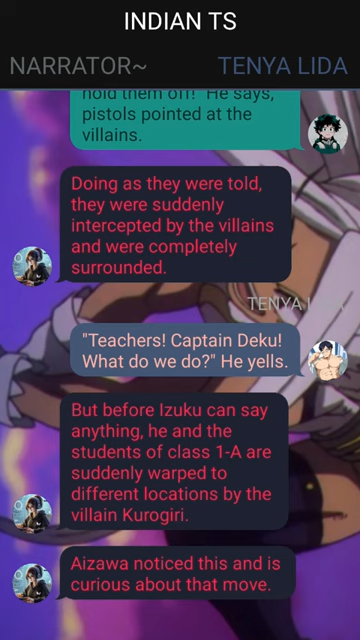 INDIAN TS
NARRATOR~ TENYA LIDA
hold them off!" He says,
pistols pointed at the
villains.
Doing as they were told,
they were suddenly
intercepted by the villains
and were completely
surrounded.
TENYA
"Teachers! Captain Deku!
What do we do?" He yells.
But before Izuku can say
anything, he and the
students of class 1-A are
suddenly warped to
different locations by the
villain Kurogiri.
Aizawa noticed this and is
curious about that move.